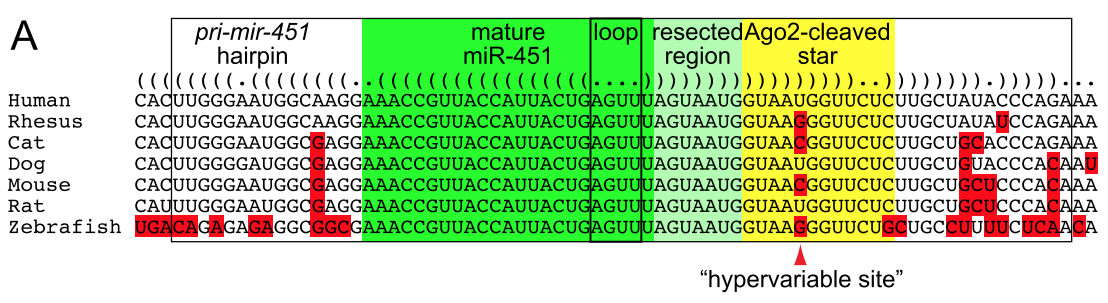 A
pri-mir-451 hairpin
mature miR-451
loop
resected region
Ago2-cleaved star
((((((((.((((((((..(((((((((((((((((....)))))))))))))))))..)))))))).)))))...
Human CACUUGGGAAUGGCAAGGAAACCGUUACCAUUACUGAGUUUAGUAAUGGUAAUGGUUCUCUUGCUAUACCCAGAAA
Rhesus CACUUGGGAAUGGCAAGGAAACCGUUACCAUUACUGAGUUUAGUAAUGGUAAGGGUUCUCUUGCUAUAUCCAGAAA
Cat CACUUGGGAAUGGCGAGGAAACCGUUACCAUUACUGAGUUUAGUAAUGGUAACGGUUCUCUUGCUGCACCCAGAAA
Dog CACUUGGGGAUGGCGAGGAAACCGUUACCAUUACUGAGUUUAGUAAUGGUAAUGGUUCUCUUGCUGUACCCACAAU
Mouse CACUUGGGAAUGGCGAGGAAACCGUUACCAUUACUGAGUUUAGUAAUGGUAACGGUUCUCUUGCUGCUCCCACAAA
Rat CAUUUGGGAAUGGCGAGGAAACCGUUACCAUUACUGAGUUUAGUAAUGGUAAUGGUUCUCUUGCUGCUCCCACAAA
Zebrafish UGACAGAGAGAGGCGGCGAAACCGUUACCAUUACUGAGUUUAGUAAUGGUAAGGGUUCUGCUGCCUUUUCUCAACA
“hypervariable site”